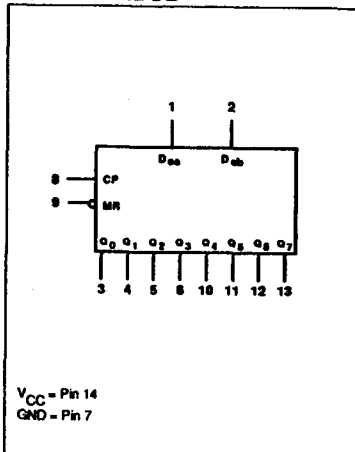 1 2
Dsa Dsb
8 CP
9 MR
Q0 Q1 Q2 Q3 Q4 Q5 Q6 Q7
3 4 5 6 10 11 12 13
VCC = Pin 14
GND = Pin 7